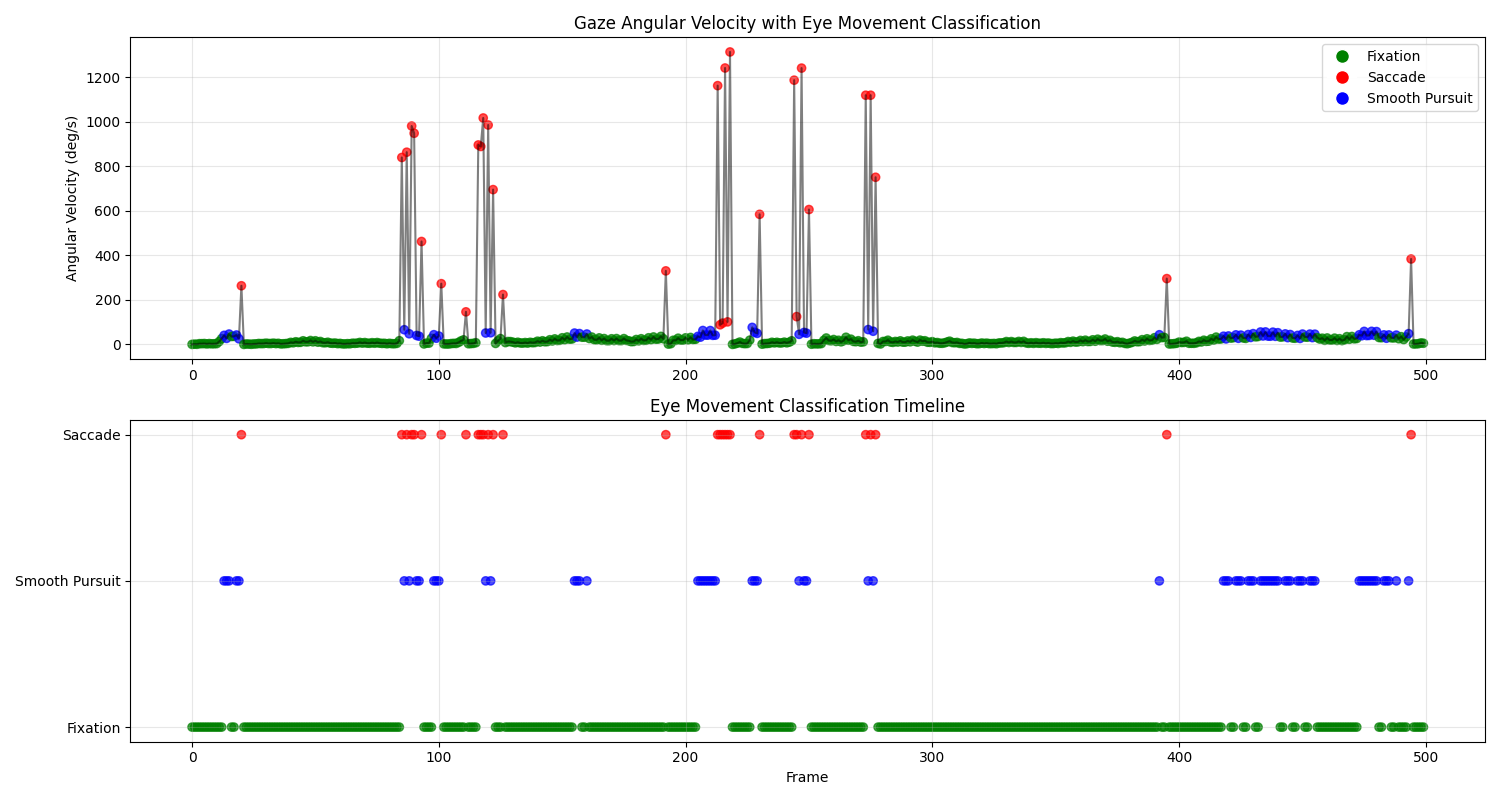 Gaze Angular Velocity with Eye Movement Classification
Angular Velocity (deg/s)
1200
1000
800
600
400
200
0
Fixation
Saccade
Smooth Pursuit
0 100 200 300 400 500
Eye Movement Classification Timeline
Saccade
Smooth Pursuit
Fixation
0 100 200 300 400 500
Frame